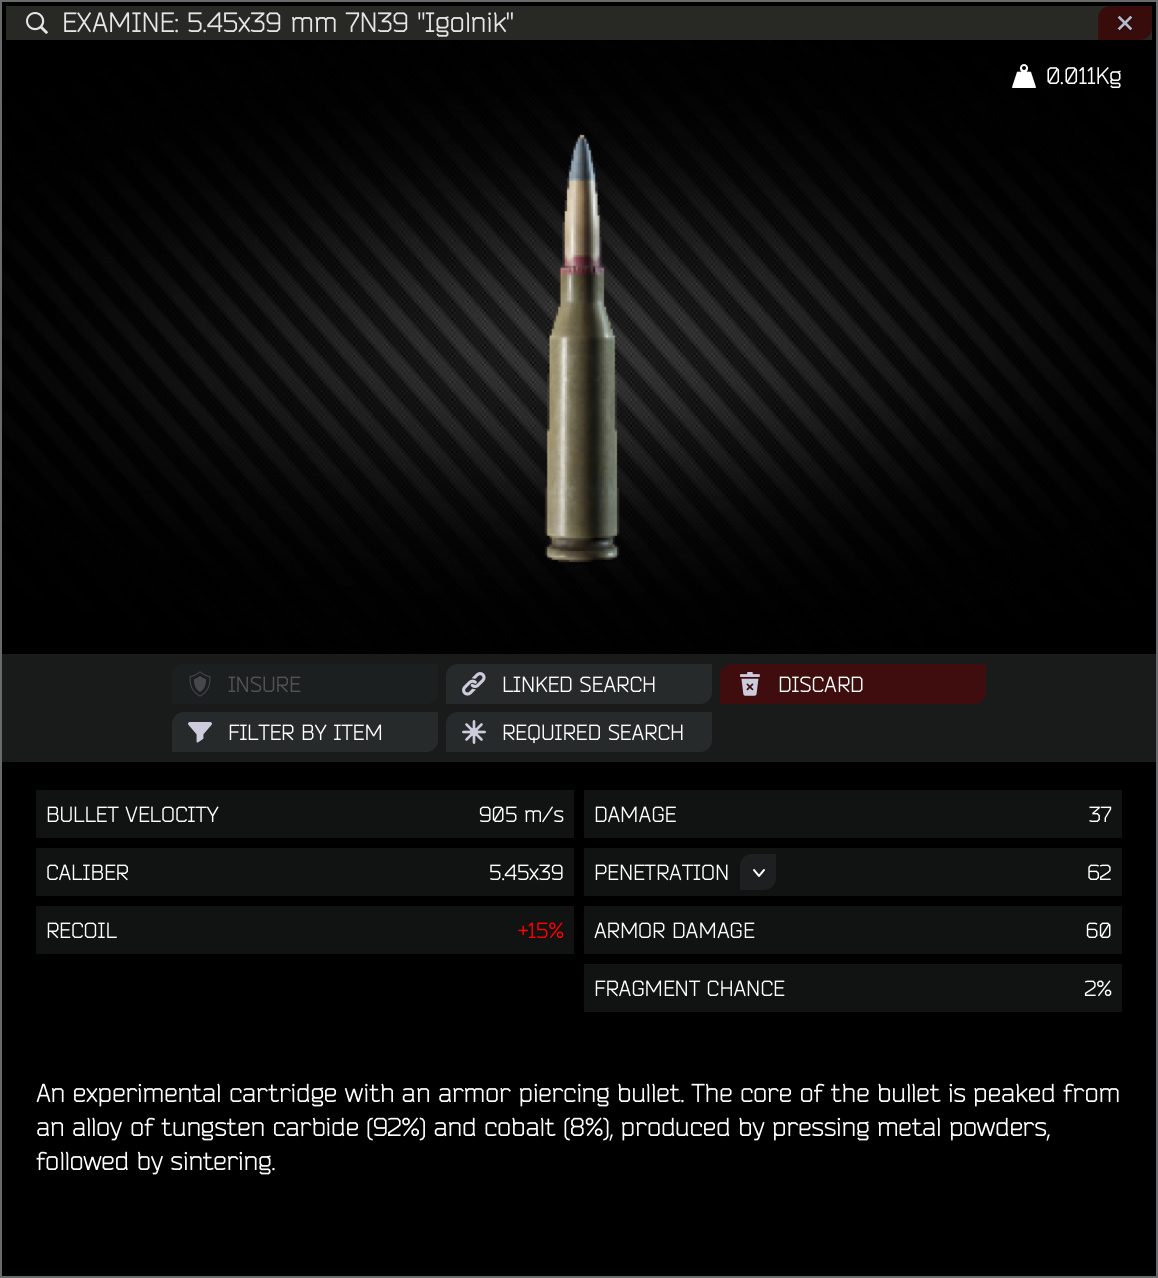 EXAMINE: 5.45x39 mm 7N39 "Igolnik"
0.011Kg
INSURE
LINKED SEARCH
DISCARD
FILTER BY ITEM
REQUIRED SEARCH
BULLET VELOCITY 905 m/s
DAMAGE 37
CALIBER 5.45x39
PENETRATION 62
RECOIL +15%
ARMOR DAMAGE 60
FRAGMENT CHANCE 2%
An experimental cartridge with an armor piercing bullet. The core of the bullet is peaked from
an alloy of tungsten carbide (92%) and cobalt (8%), produced by pressing metal powders,
followed by sintering.